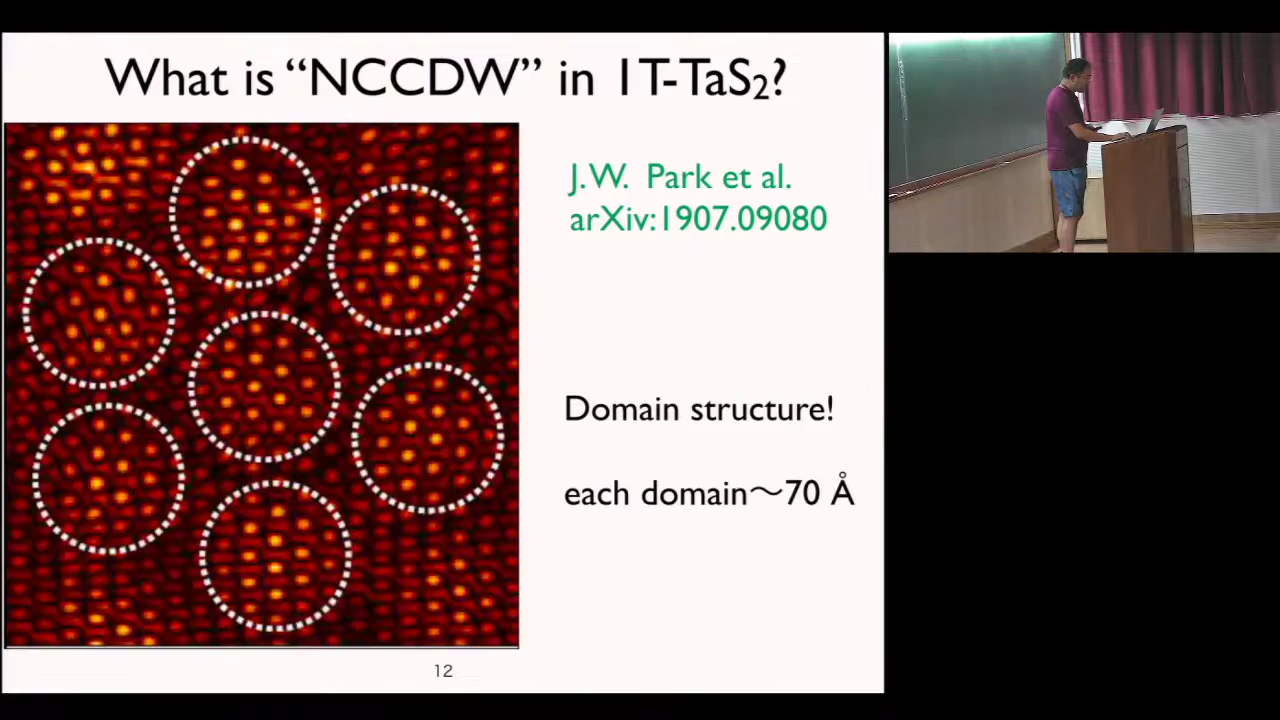 What is “NCCDW” in 1T-TaS₂?
J.W. Park et al.
arXiv:1907.09080
Domain structure!
each domain～70 Å
12